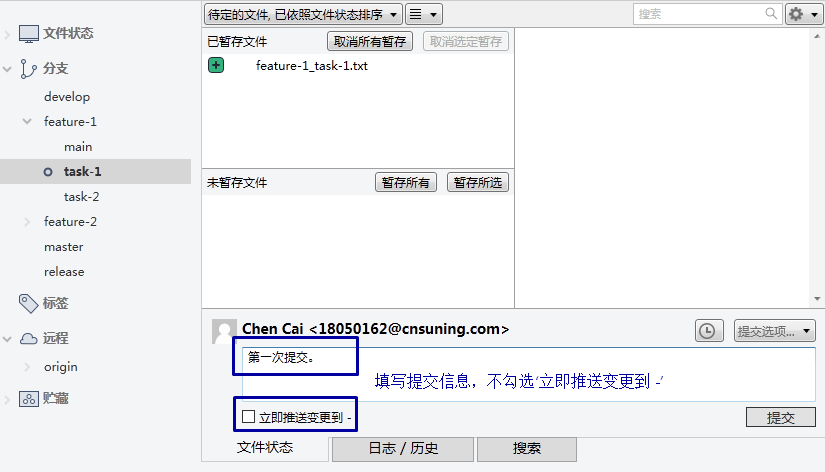 文件状态
分支
develop
feature-1
main
task-1
task-2
feature-2
master
release
标签
远程
origin
贮藏
待定的文件, 已依照文件状态排序
搜索
已暂存文件
取消所有暂存
取消选定暂存
feature-1_task-1.txt
未暂存文件
暂存所有
暂存所选
Chen Cai <18050162@cnsuning.com>
提交选项...
第一次提交。
填写提交信息，不勾选‘立即推送变更到 -’
立即推送变更到 -
提交
文件状态
日志 / 历史
搜索